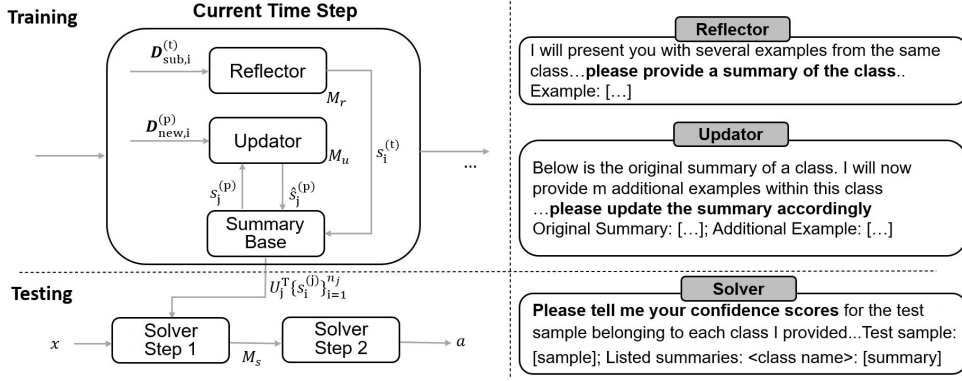 Training
Current Time Step
D_{sub,i}^{(t)}
Reflector
M_r
D_{new,i}^{(p)}
Updator
M_u
s_i^{(t)}
...
s_j^{(p)}
ŝ_j^{(p)}
Summary
Base
Testing
U_j^T{s_i^{(j)}}_{i=1}^{n_j}
x
Solver
Step 1
M_s
Solver
Step 2
a
Reflector
I will present you with several examples from the same
class…please provide a summary of the class..
Example: […]
Updator
Below is the original summary of a class. I will now
provide m additional examples within this class
…please update the summary accordingly
Original Summary: […]; Additional Example: […]
Solver
Please tell me your confidence scores for the test
sample belonging to each class I provided...Test sample:
[sample]; Listed summaries: <class name>: [summary]